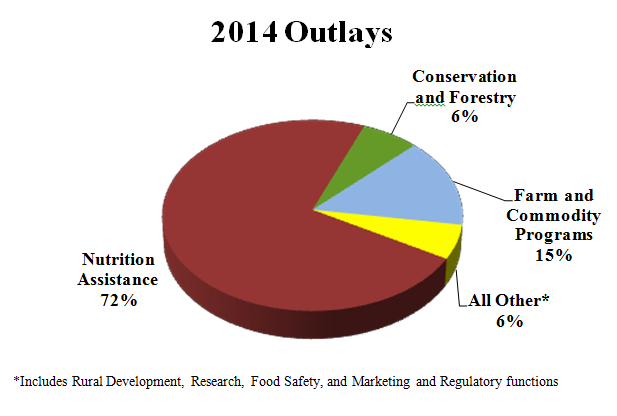 2014 Outlays
Conservation
and Forestry
6%
Farm and
Commodity
Programs
15%
Nutrition
Assistance
72%
All Other*
6%
*Includes Rural Development, Research, Food Safety, and Marketing and Regulatory functions